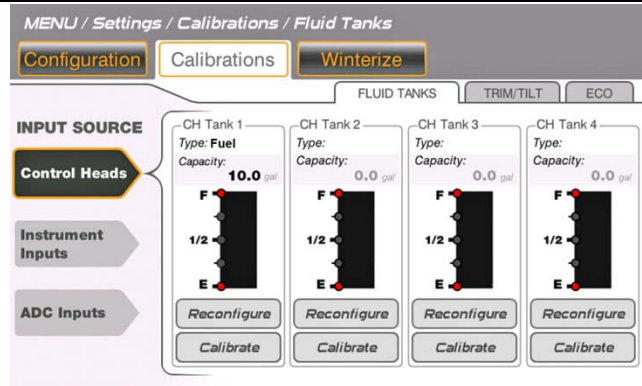 MENU / Settings / Calibrations / Fluid Tanks
Configuration Calibrations Winterize
FLUID TANKS TRIM/TILT ECO
INPUT SOURCE
Control Heads
Instrument
Inputs
ADC Inputs
CH Tank 1
Type: Fuel
Capacity:
10.0 gal
F
1/2
E
Reconfigure
Calibrate
CH Tank 2
Type:
Capacity:
0.0 gal
F
1/2
E
Reconfigure
Calibrate
CH Tank 3
Type:
Capacity:
0.0 gal
F
1/2
E
Reconfigure
Calibrate
CH Tank 4
Type:
Capacity:
0.0 gal
F
1/2
E
Reconfigure
Calibrate